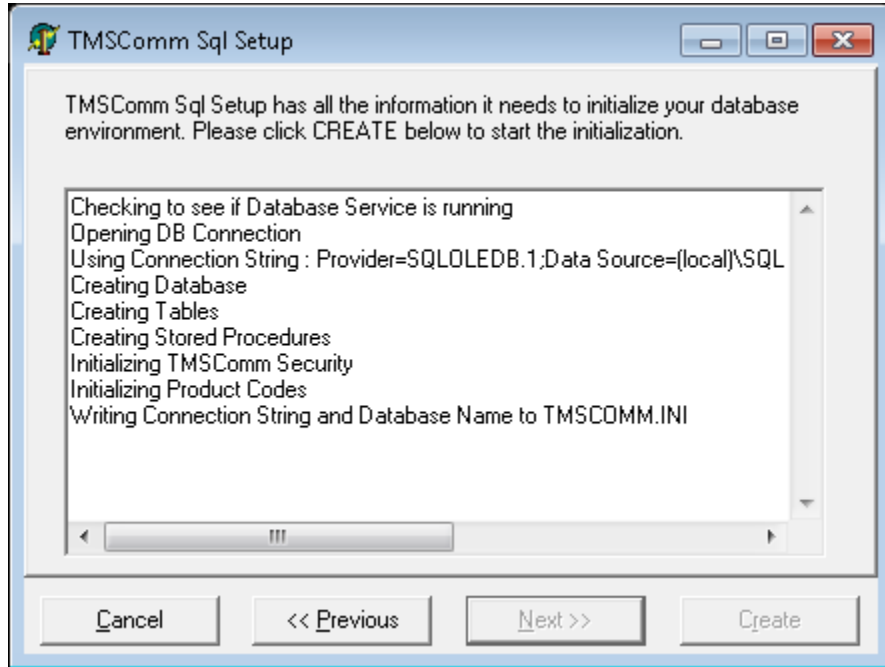 TMSComm Sql Setup
TMSComm Sql Setup has all the information it needs to initialize your database
environment. Please click CREATE below to start the initialization.
Checking to see if Database Service is running
Opening DB Connection
Using Connection String : Provider=SQLOLEDB.1;Data Source=(local)\SQL
Creating Database
Creating Tables
Creating Stored Procedures
Initializing TMSComm Security
Initializing Product Codes
Writing Connection String and Database Name to TMSCOMM.INI
Cancel
<< Previous
Next >>
Create